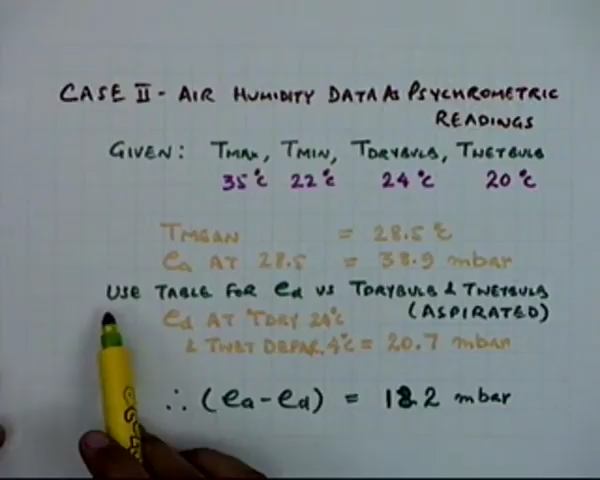 CASE II - AIR HUMIDITY DATA AS PSYCHROMETRIC
READINGS
GIVEN: TMAX, TMIN, TDRYBULB, TWETBULB
35°C 22°C 24°C 20°C
TMEAN = 28.5°C
ea AT 28.5 = 38.9 mbar
USE TABLE FOR ed VS TDRYBULB & TWETBULB
(ASPIRATED)
ed AT TDRY 24°C
& TWET DEPAR. 4°C = 20.7 mbar
∴ (ea - ed) = 18.2 mbar